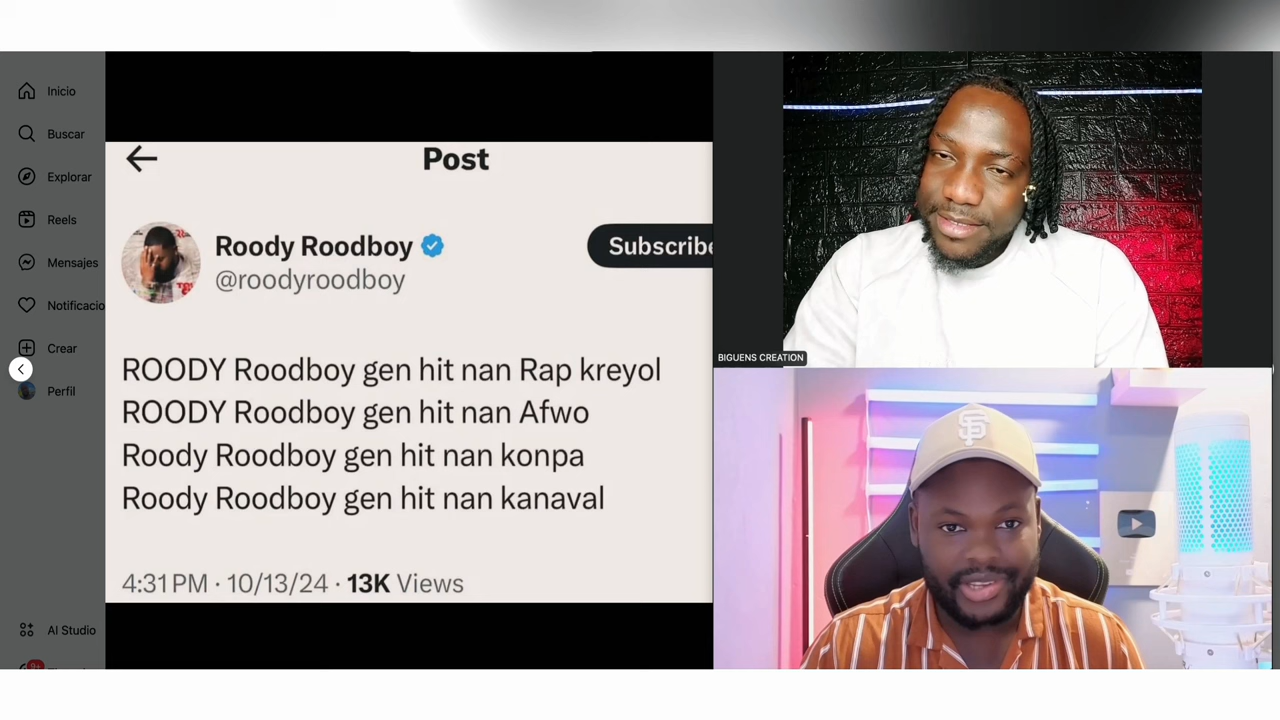 Inicio
Buscar
Explorar
Reels
Mensajes
Notificacio
Crear
Perfil
AI Studio
9+
Post
Roody Roodboy
@roodyroodboy
Subscribe
ROODY Roodboy gen hit nan Rap kreyol
ROODY Roodboy gen hit nan Afwo
Roody Roodboy gen hit nan konpa
Roody Roodboy gen hit nan kanaval
4:31 PM · 10/13/24 · 13K Views
BIGUENS CREATION
SF